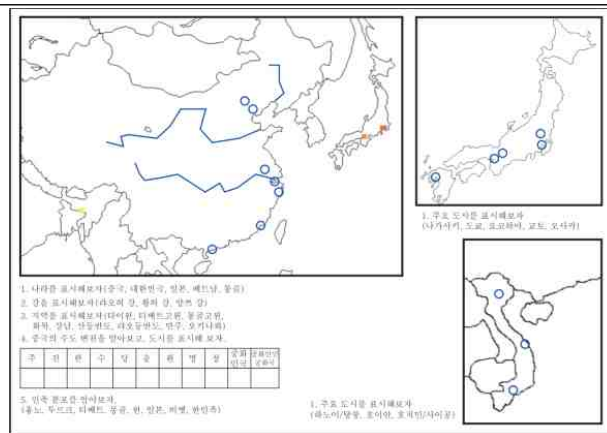 1. 나라를 표시해보자(중국, 대한민국, 일본, 베트남, 몽골)
2. 강을 표시해보자(랴오허 강, 황허 강, 양쯔 강)
3. 지역을 표시해보자(타이완, 티베트고원, 몽골고원,
화북, 강남, 산둥반도, 랴오둥반도, 만주, 오키나와)
4. 중국의 수도 변천을 알아보고, 도시를 표시해 보자.
주 진 한 수 당 송 원 명 청 중화민국 중화인민공화국
5. 민족 분포를 알아보자.
(흉노, 투르크, 티베트, 몽골, 한, 일본, 비엣, 한민족)
1. 주요 도시를 표시해보자
(나가사키, 도쿄, 요코하마, 교토, 오사카)
1. 주요 도시를 표시해보자
(하노이/탕롱, 호이안, 호치민/사이공)